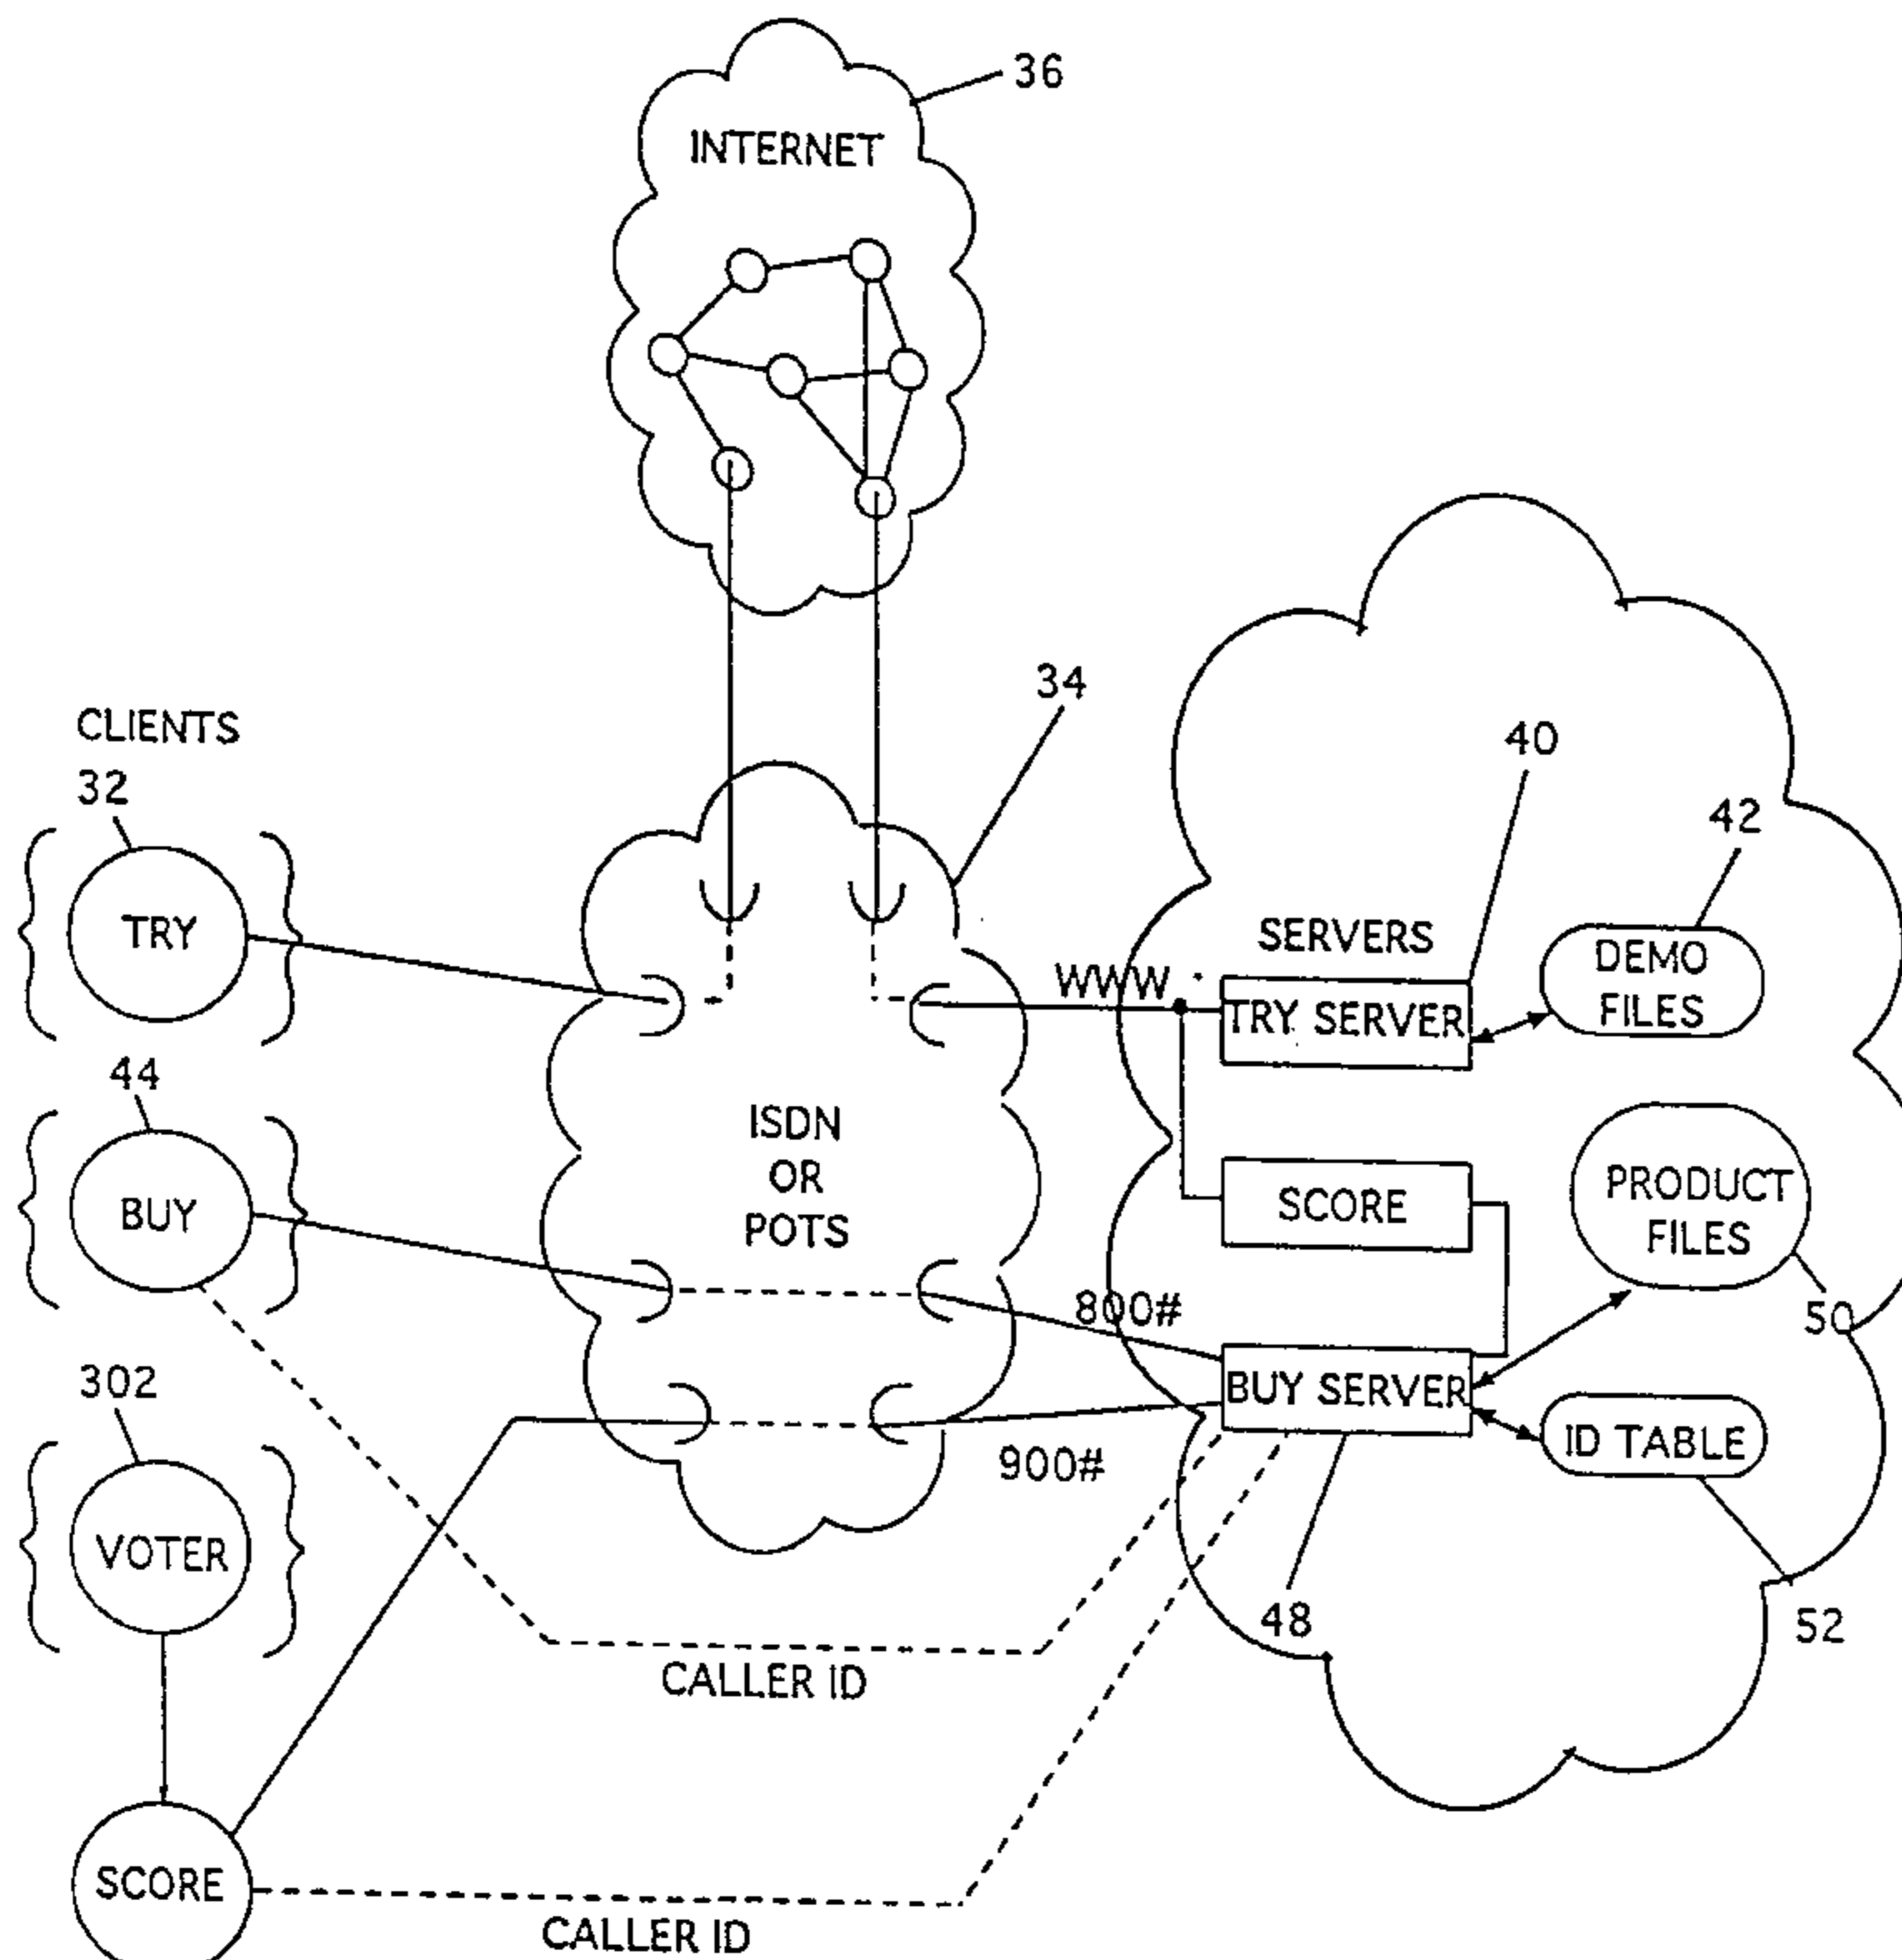 36
INTERNET
34
CLIENTS
32
TRY
44
BUY
302
VOTER
SCORE
ISDN
OR
POTS
WWW
800#
900#
CALLER ID
CALLER ID
40
42
SERVERS
TRY SERVER
DEMO
FILES
SCORE
PRODUCT
FILES
50
BUY SERVER
ID TABLE
48
52